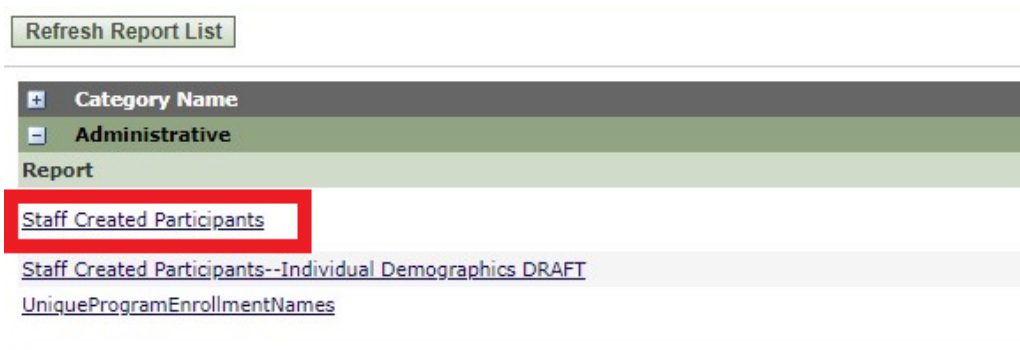 Refresh Report List
Category Name
Administrative
Report
Staff Created Participants
Staff Created Participants--Individual Demographics DRAFT
UniqueProgramEnrollmentNames